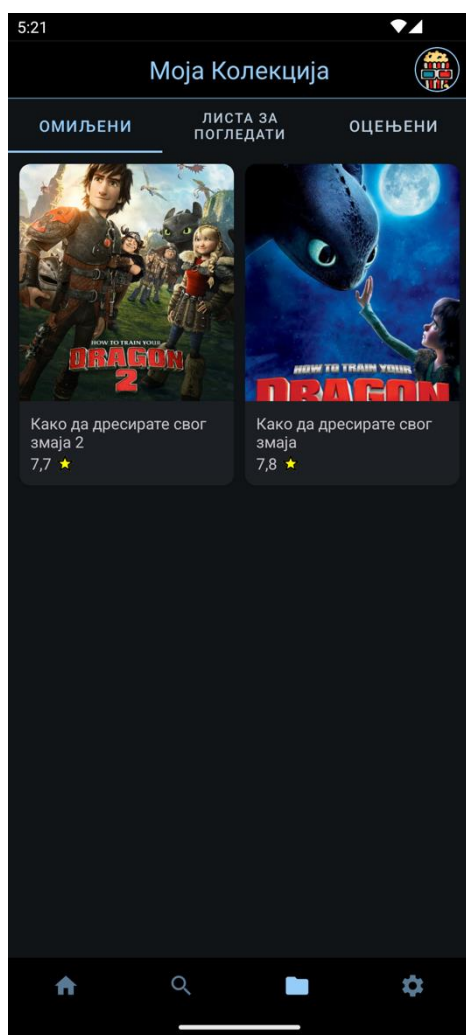 5:21
Моја Колекција
ОМИЉЕНИ
ЛИСТА ЗА
ПОГЛЕДАТИ
ОЦЕЊЕНИ
HOW TO TRAIN YOUR
DRAGON
2
HOW TO TRAIN YOUR
DRAGON
Како да дресирате свог
змаја 2
7,7
Како да дресирате свог
змаја
7,8